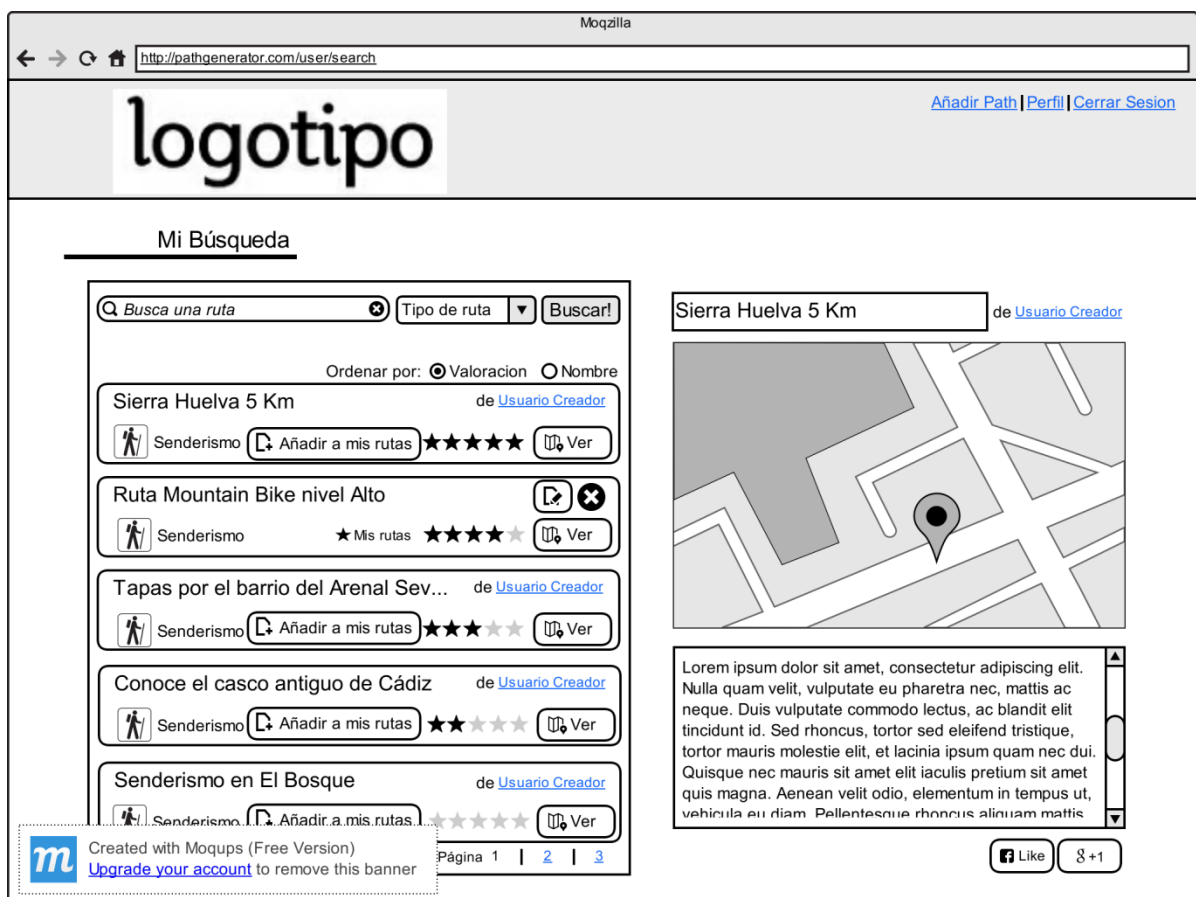 Moqzilla
http://pathgenerator.com/user/search
logotipo
Añadir Path | Perfil | Cerrar Sesion
Mi Búsqueda
Busca una ruta Tipo de ruta Buscar!
Ordenar por: Valoracion Nombre
Sierra Huelva 5 Km de Usuario Creador
Senderismo Añadir a mis rutas Ver
Ruta Mountain Bike nivel Alto
Senderismo Mis rutas Ver
Tapas por el barrio del Arenal Sev... de Usuario Creador
Senderismo Añadir a mis rutas Ver
Conoce el casco antiguo de Cádiz de Usuario Creador
Senderismo Añadir a mis rutas Ver
Senderismo en El Bosque de Usuario Creador
Senderismo Añadir a mis rutas Ver
Página 1 | 2 | 3
Sierra Huelva 5 Km de Usuario Creador
Lorem ipsum dolor sit amet, consectetur adipiscing elit.
Nulla quam velit, vulputate eu pharetra nec, mattis ac
neque. Duis vulputate commodo lectus, ac blandit elit
tincidunt id. Sed rhoncus, tortor sed eleifend tristique,
tortor mauris molestie elit, et lacinia ipsum quam nec dui.
Quisque nec mauris sit amet elit iaculis pretium sit amet
quis magna. Aenean velit odio, elementum in tempus ut,
vehicula eu diam. Pellentesque rhoncus aliquam mattis
Like 8+1
m
Created with Moqups (Free Version)
Upgrade your account to remove this banner